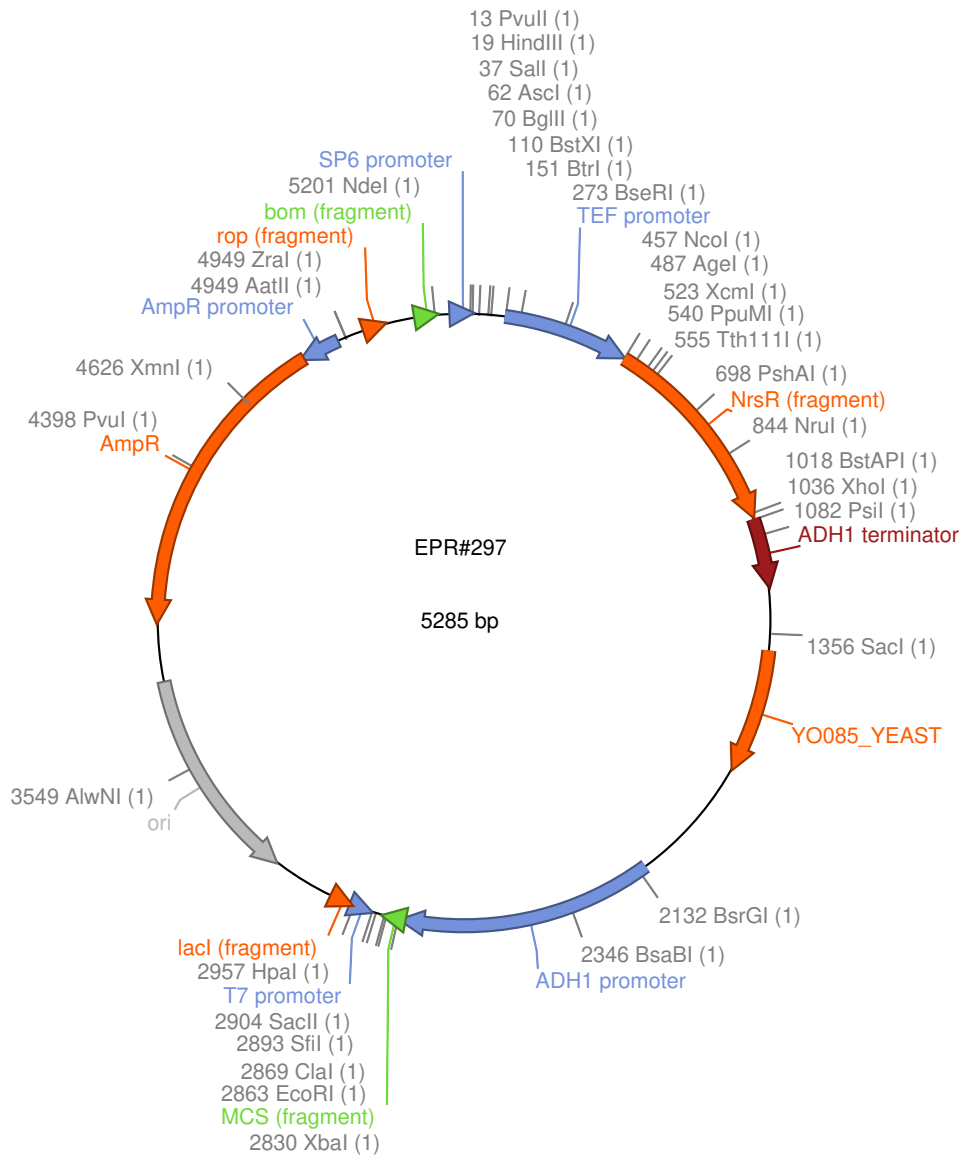 13 PvuII (1)
19 HindIII (1)
37 SalI (1)
62 AscI (1)
70 BglII (1)
110 BstXI (1)
151 BtrI (1)
273 BseRI (1)
TEF promoter
457 NcoI (1)
487 AgeI (1)
523 XcmI (1)
540 PpuMI (1)
555 Tth111I (1)
698 PshAI (1)
NrsR (fragment)
844 NruI (1)
1018 BstAPI (1)
1036 XhoI (1)
1082 PsiI (1)
ADH1 terminator
1356 SacI (1)
YO085_YEAST
2132 BsrGI (1)
2346 BsaBI (1)
ADH1 promoter
SP6 promoter
5201 NdeI (1)
bom (fragment)
rop (fragment)
4949 ZraI (1)
4949 AatII (1)
AmpR promoter
4626 XmnI (1)
4398 PvuI (1)
AmpR
EPR#297
5285 bp
3549 AlwNI (1)
ori
lacI (fragment)
2957 HpaI (1)
T7 promoter
2904 SacII (1)
2893 SfiI (1)
2869 ClaI (1)
2863 EcoRI (1)
MCS (fragment)
2830 XbaI (1)